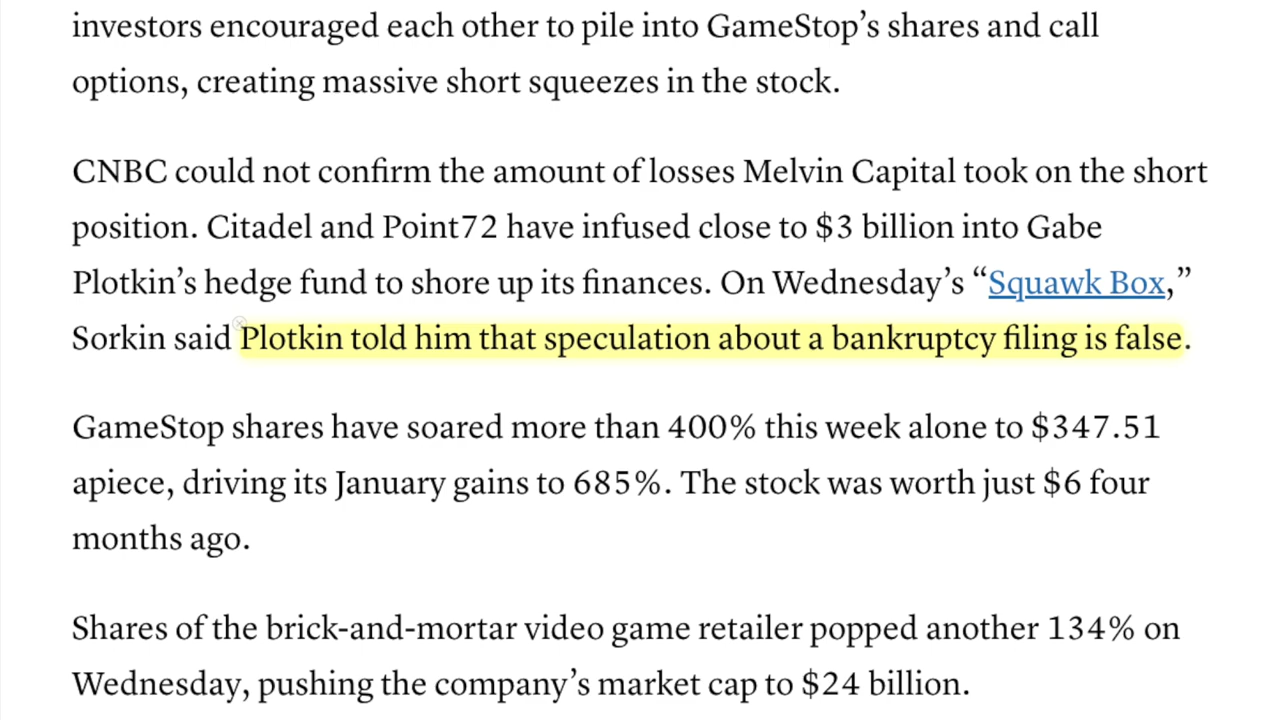 investors encouraged each other to pile into GameStop’s shares and call
options, creating massive short squeezes in the stock.
CNBC could not confirm the amount of losses Melvin Capital took on the short
position. Citadel and Point72 have infused close to $3 billion into Gabe
Plotkin’s hedge fund to shore up its finances. On Wednesday’s “Squawk Box,”
Sorkin said Plotkin told him that speculation about a bankruptcy filing is false.
GameStop shares have soared more than 400% this week alone to $347.51
apiece, driving its January gains to 685%. The stock was worth just $6 four
months ago.
Shares of the brick-and-mortar video game retailer popped another 134% on
Wednesday, pushing the company’s market cap to $24 billion.